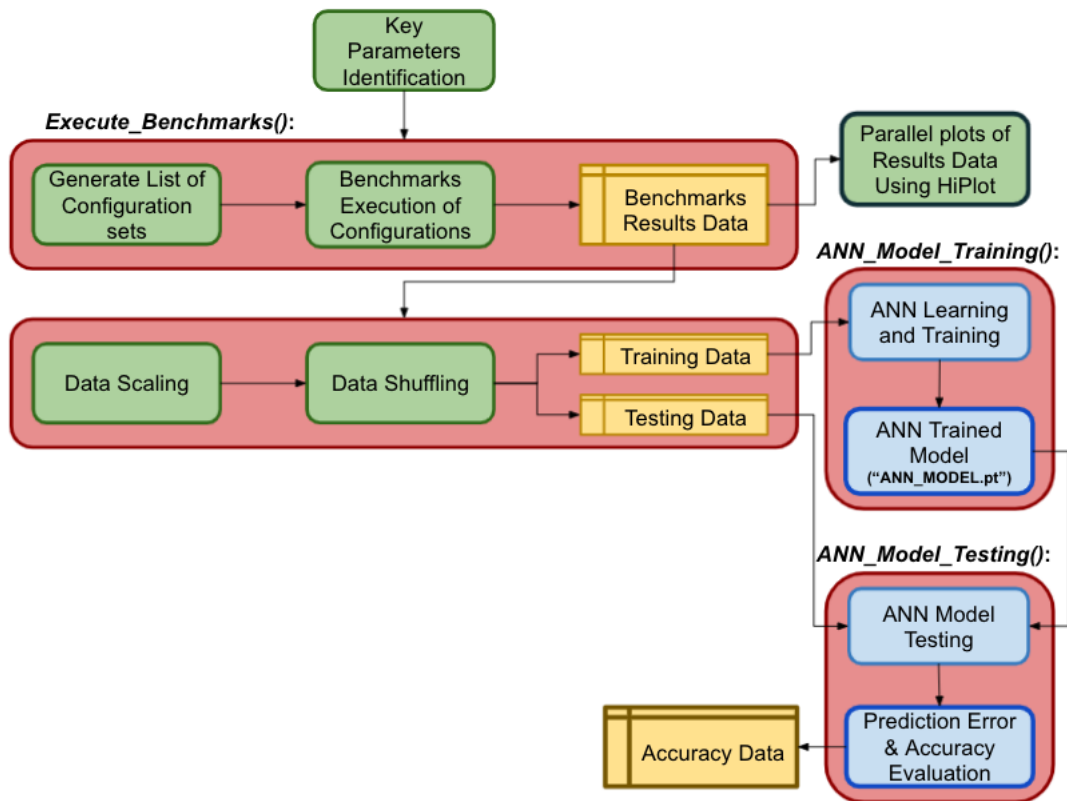 Key
Parameters
Identification
Execute_Benchmarks():
Generate List of
Configuration
sets
Benchmarks
Execution of
Configurations
Benchmarks
Results Data
Parallel plots of
Results Data
Using HiPlot
ANN_Model_Training():
ANN Learning
and Training
ANN Trained
Model
(“ANN_MODEL.pt”)
Data Scaling
Data Shuffling
Training Data
Testing Data
ANN_Model_Testing():
ANN Model
Testing
Prediction Error
& Accuracy
Evaluation
Accuracy Data